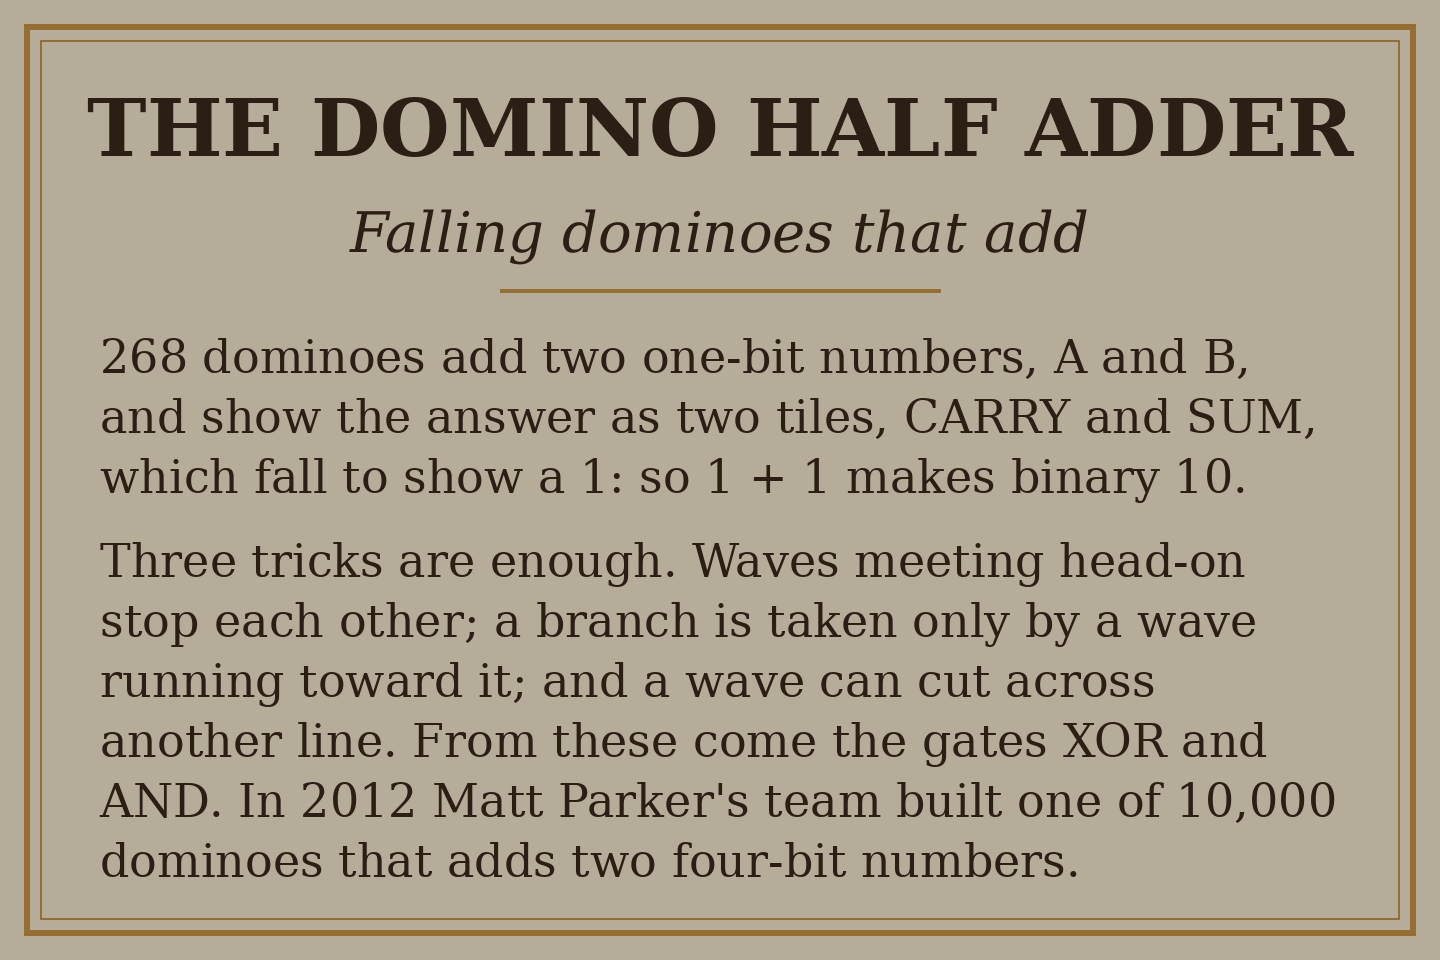 THE DOMINO HALF ADDER
Falling dominoes that add
268 dominoes add two one-bit numbers, A and B,
and show the answer as two tiles, CARRY and SUM,
which fall to show a 1: so 1 + 1 makes binary 10.
Three tricks are enough. Waves meeting head-on
stop each other; a branch is taken only by a wave
running toward it; and a wave can cut across
another line. From these come the gates XOR and
AND. In 2012 Matt Parker's team built one of 10,000
dominoes that adds two four-bit numbers.